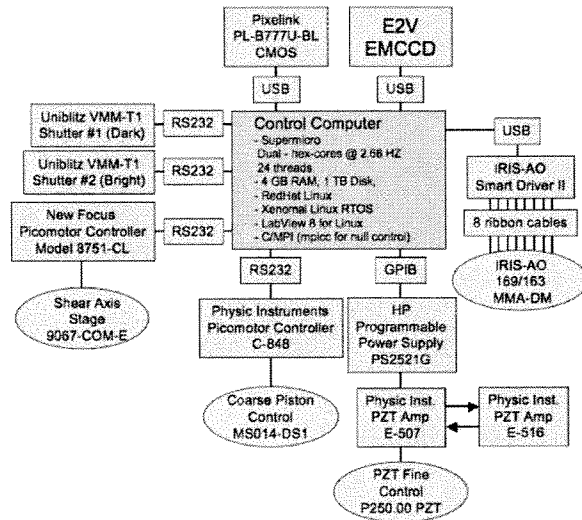 Pixelink
PL-B777U-BL
CMOS
E2V
EMCCD
USB
USB
Uniblitz VMM-T1
Shutter #1 (Dark)
RS232
Uniblitz VMM-T1
Shutter #2 (Bright)
RS232
New Focus
Picomotor Controller
Model 8751-CL
RS232
Shear Axis
Stage
9067-COM-E
Control Computer
- Supermicro
Dual - hex-cores @ 2.66 HZ
24 threads
- 4 GB RAM, 1 TB Disk,
- RedHat Linux
- Xenomai Linux RTOS
- LabView 8 for Linux
- C/MPI (mpicc for null control)
USB
IRIS-AO
Smart Driver II
8 ribbon cables
IRIS-AO
169/163
MMA-DM
RS232
Physic Instruments
Picomotor Controller
C-848
Coarse Piston
Control
MS014-DS1
GPIB
HP
Programmable
Power Supply
PS2521G
Physic Inst.
PZT Amp
E-507
Physic Inst.
PZT Amp
E-516
PZT Fine
Control
P250.00 PZT